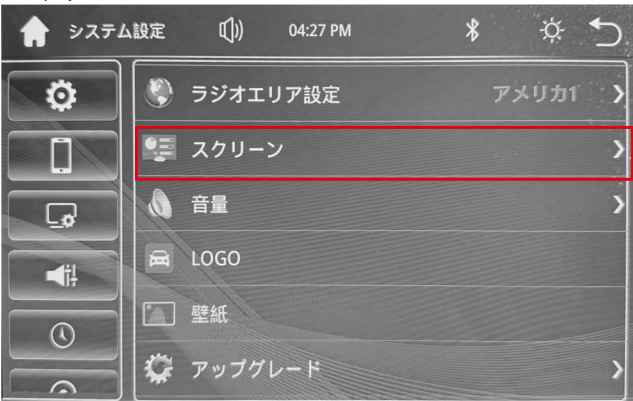 システム設定
04:27 PM
ラジオエリア設定 アメリカ1
スクリーン
音量
LOGO
壁紙
アップグレード